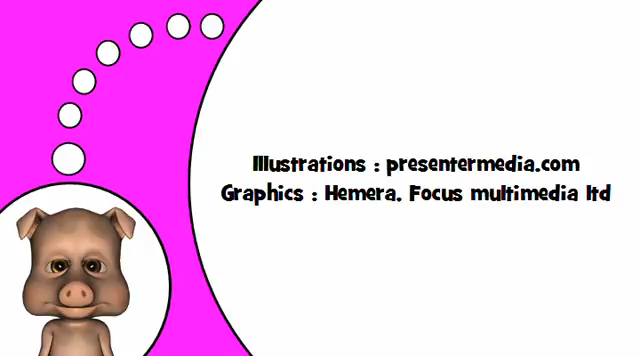 Illustrations : presentermedia.com
Graphics : Hemera. Focus multimedia ltd